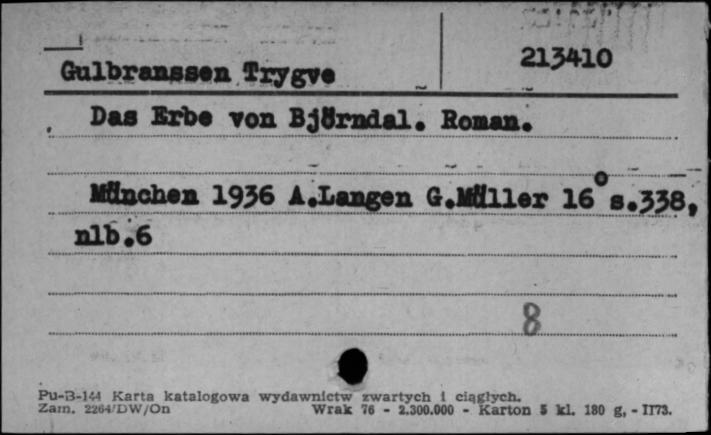 213410
Gulbranssen Trygve
Das Erbe von Björndal. Roman.
München 1936 A.Langen G.Müller 16° s.338,
nlb.6
8
Pu-B-144 Karta katalogowa wydawnictw zwartych i ciągłych.
Zam. 2264/DW/On Wrak 76 - 2.300.000 - Karton 5 kl. 180 g, - II73.